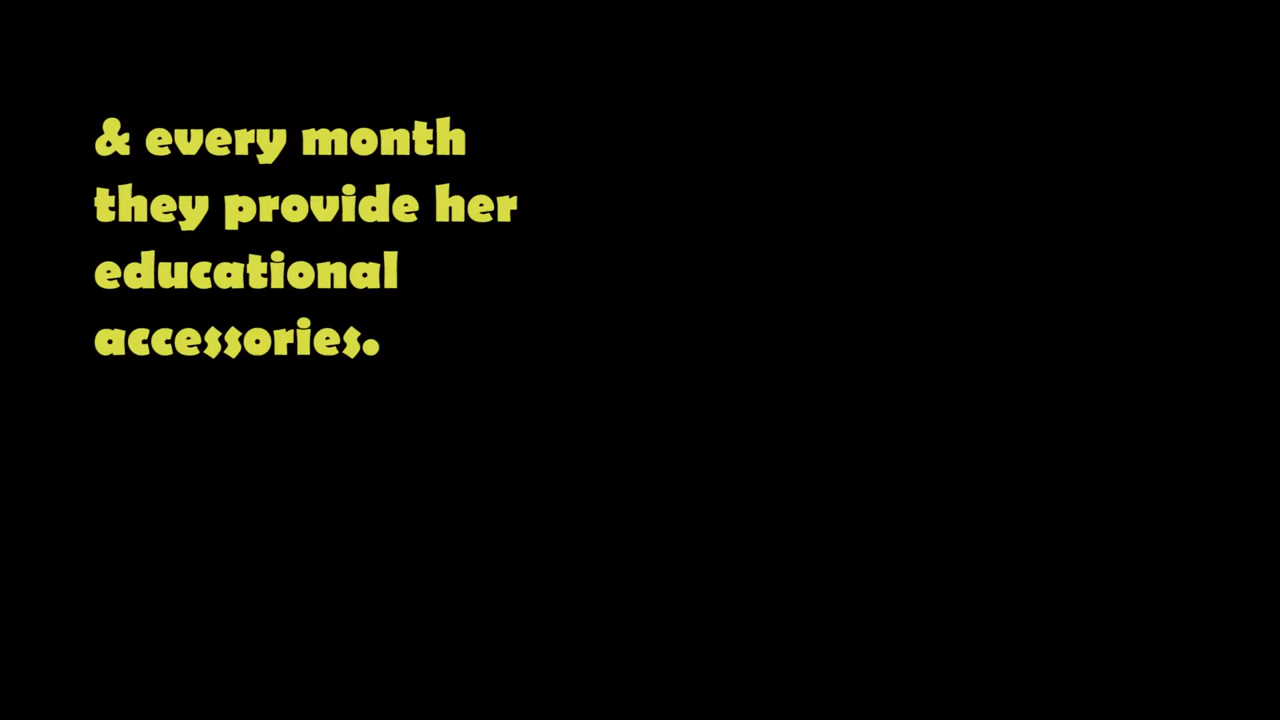 & every month
they provide her
educational
accessories.